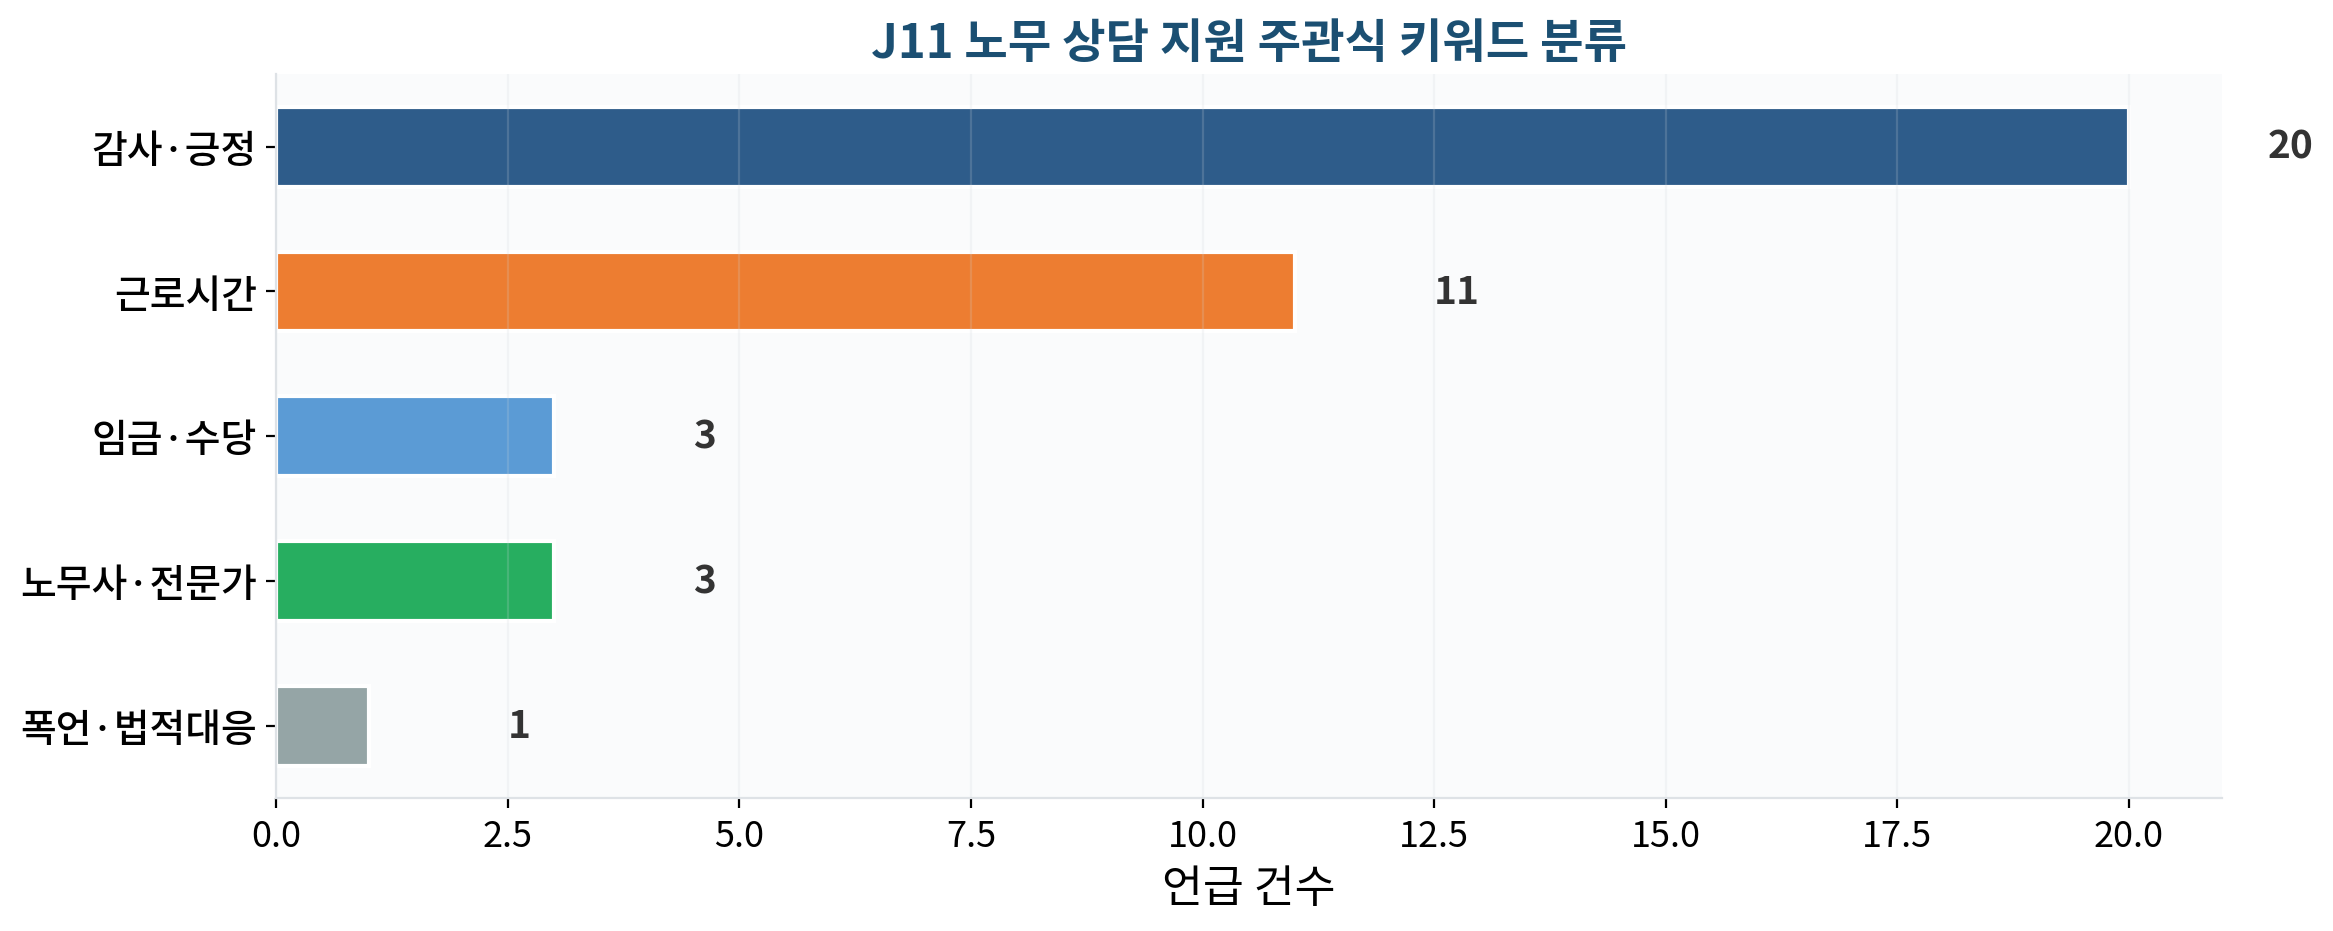 J11 노무 상담 지원 주관식 키워드 분류
감사·긍정 20
근로시간 11
임금·수당 3
노무사·전문가 3
폭언·법적대응 1
0.0 2.5 5.0 7.5 10.0 12.5 15.0 17.5 20.0
언급 건수